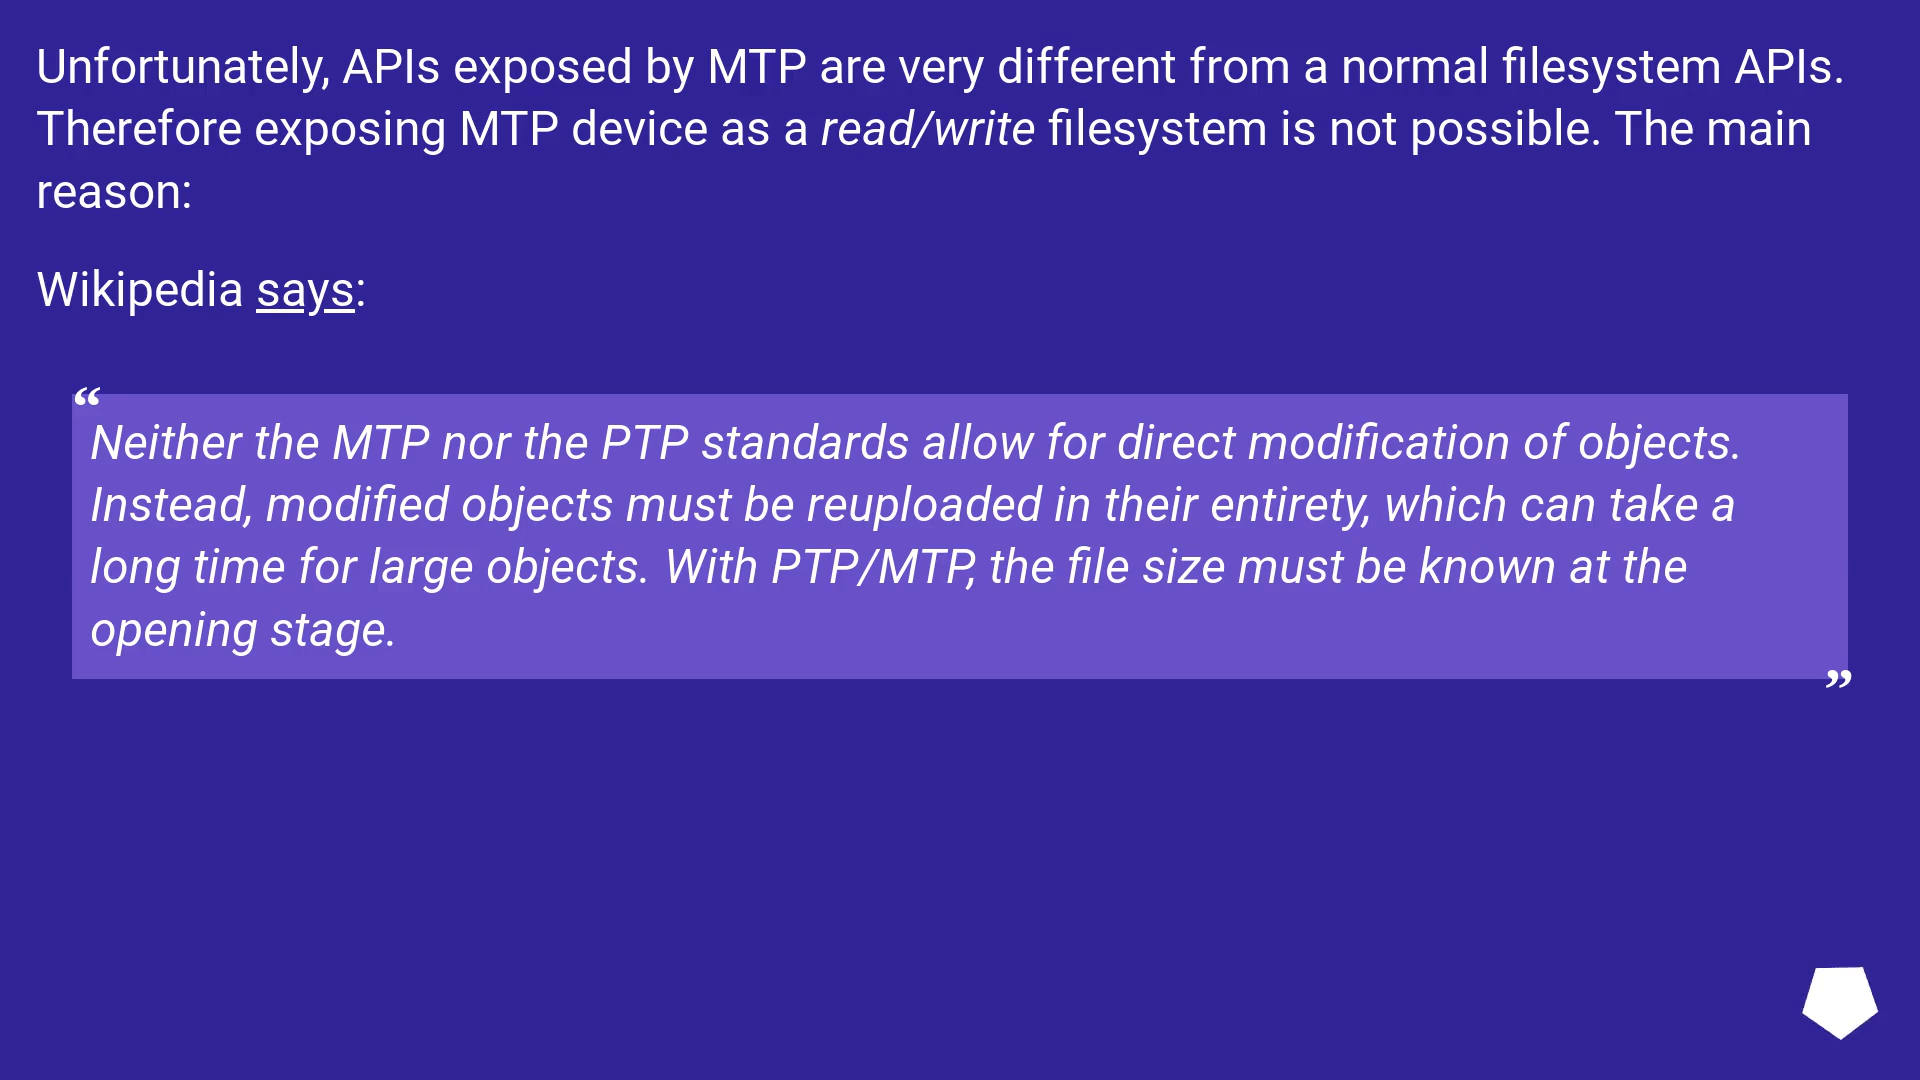 Unfortunately, APIs exposed by MTP are very different from a normal filesystem APIs.
Therefore exposing MTP device as a read/write filesystem is not possible. The main
reason:
Wikipedia says:
“
Neither the MTP nor the PTP standards allow for direct modification of objects.
Instead, modified objects must be reuploaded in their entirety, which can take a
long time for large objects. With PTP/MTP, the file size must be known at the
opening stage.
”